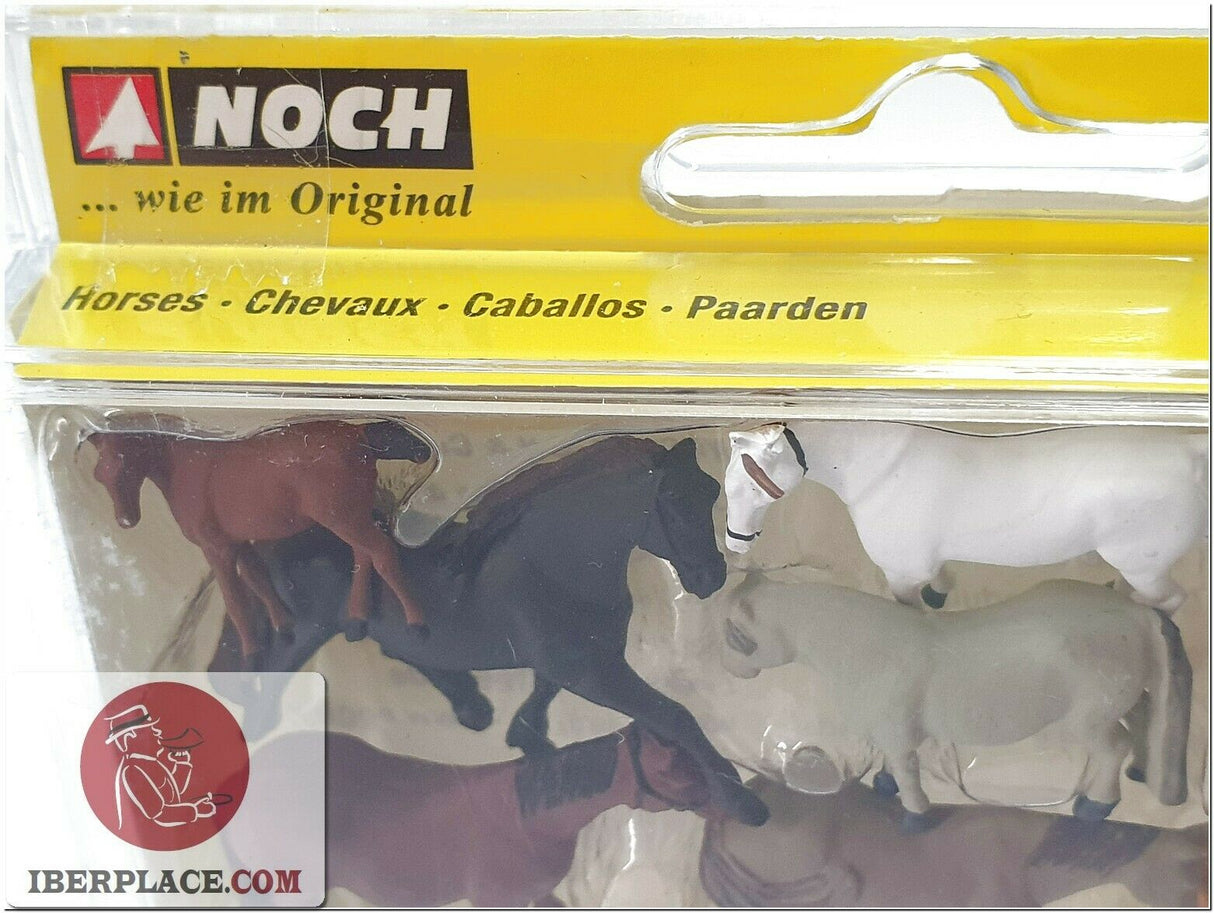 NOCH
... wie im Original
Horses · Chevaux · Caballos · Paarden
IBERPLACE.COM